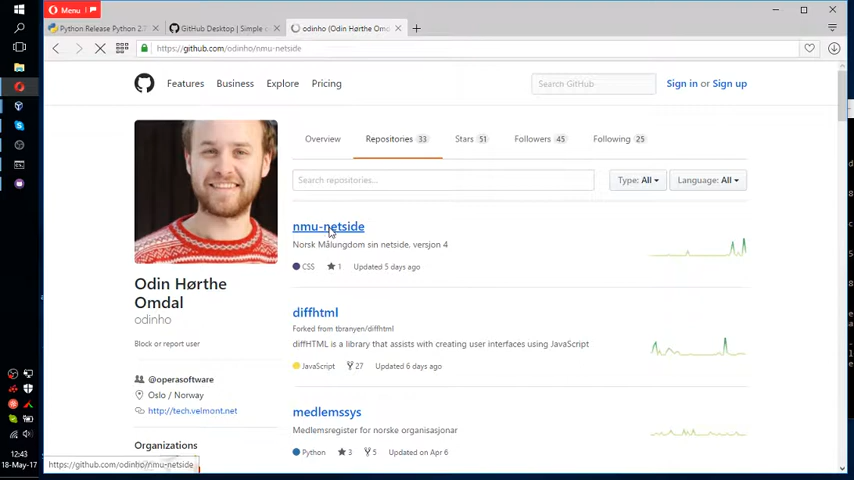 Menu
Python Release Python 2.7
GitHub Desktop | Simple c
odinho (Odin Hørthe Om
https://github.com/odinho/nmu-netside
Features
Business
Explore
Pricing
Search GitHub
Sign in or Sign up
Overview
Repositories 33
Stars 51
Followers 45
Following 25
Search repositories...
Type: All
Language: All
nmu-netside
Norsk Målungdom sin netside, versjon 4
CSS
1
Updated 5 days ago
Odin Hørthe
Omdal
odinho
Block or report user
@operasoftware
Oslo / Norway
http://tech.velmont.net
Organizations
diffhtml
Forked from tbranyen/diffhtml
diffHTML is a library that assists with creating user interfaces using JavaScript
JavaScript
27
Updated 6 days ago
medlemssys
Medlemsregister for norske organisasjonar
Python
3
5
Updated on Apr 6
https://github.com/odinho/nmu-netside
12:43
18-May-17